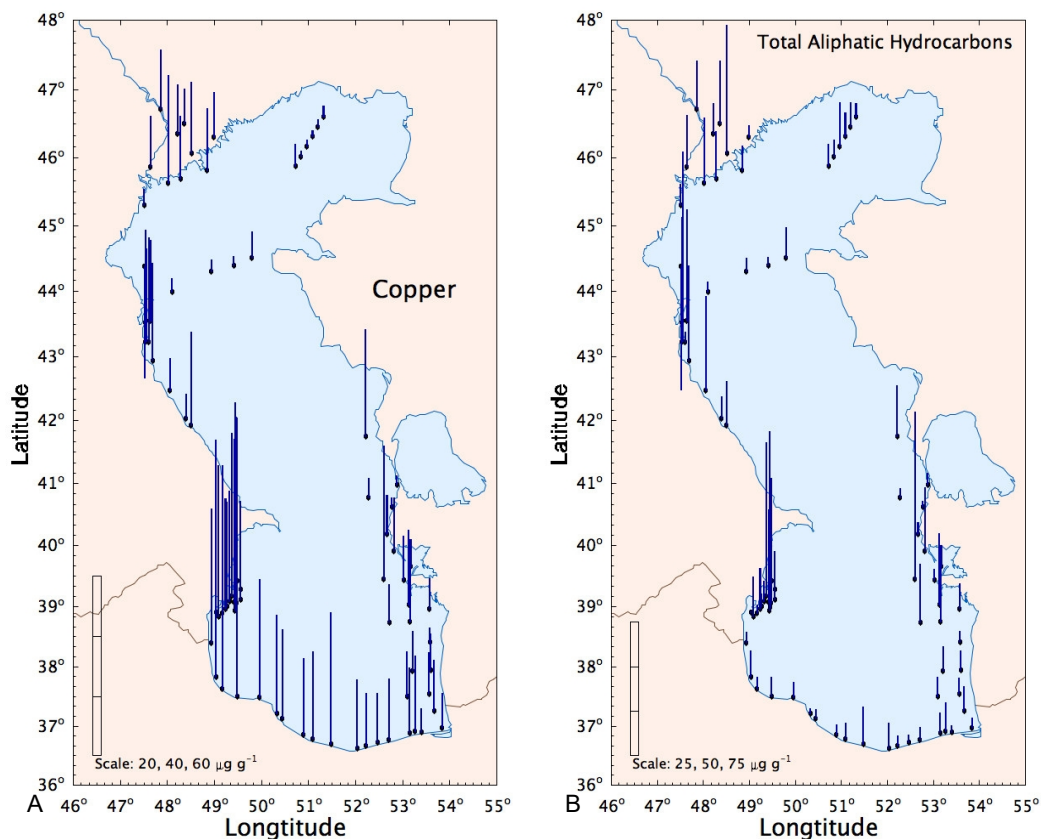 48°
47°
46°
45°
44°
43°
42°
41°
40°
39°
38°
37°
36°
Latitude
Copper
Scale: 20, 40, 60 µg g⁻¹
A
46° 47° 48° 49° 50° 51° 52° 53° 54° 55°
Longtitude
48°
47°
46°
45°
44°
43°
42°
41°
40°
39°
38°
37°
36°
Latitude
Total Aliphatic Hydrocarbons
Scale: 25, 50, 75 µg g⁻¹
B
46° 47° 48° 49° 50° 51° 52° 53° 54° 55°
Longtitude